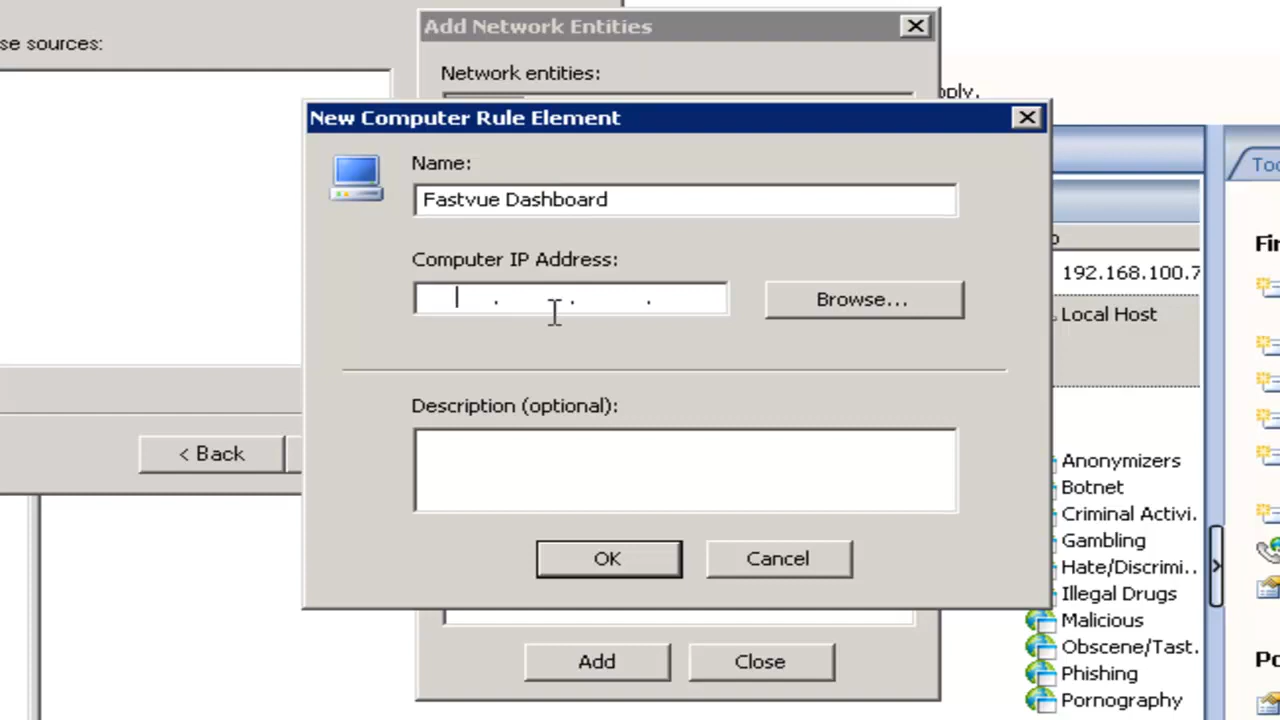 Add Network Entities
se sources:
Network entities:
pply.
New Computer Rule Element
Name:
Fastvue Dashboard
Computer IP Address:
. . .
Browse...
192.168.100.7
Local Host
Description (optional):
< Back
OK
Cancel
Anonymizers
Botnet
Criminal Activi.
Gambling
Hate/Discrimi..
Illegal Drugs
Malicious
Obscene/Tast.
Phishing
Pornography
Add
Close
Too
Fir
Po